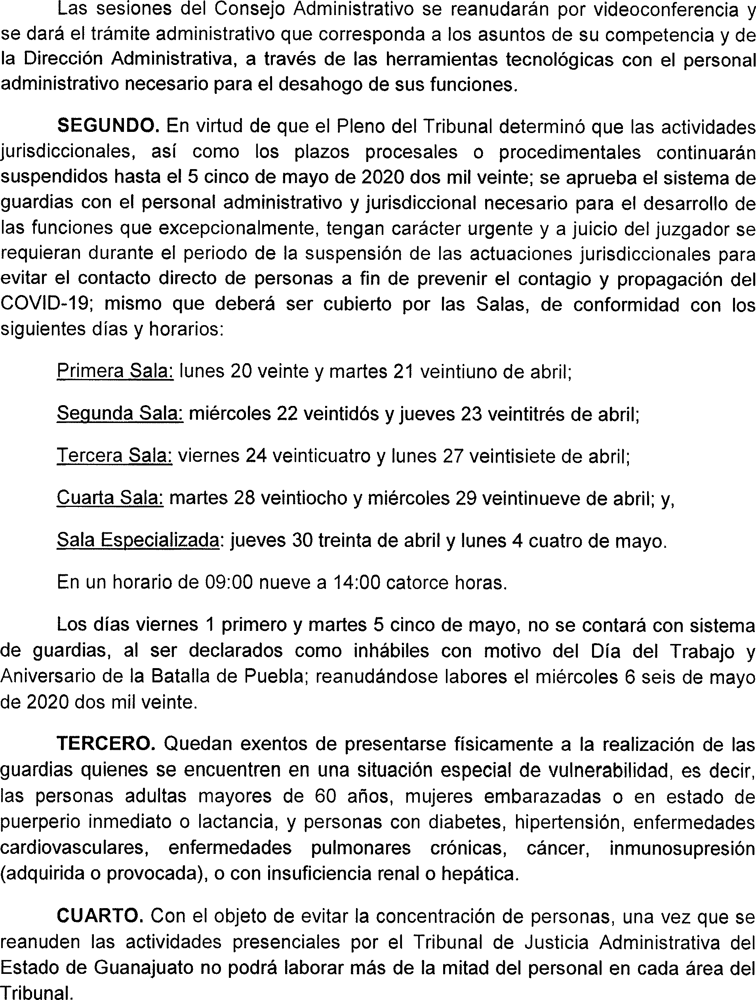 Las sesiones del Consejo Administrativo se reanudarán por videoconferencia y
se dará el trámite administrativo que corresponda a los asuntos de su competencia y de
la Dirección Administrativa, a través de las herramientas tecnológicas con el personal
administrativo necesario para el desahogo de sus funciones.
SEGUNDO. En virtud de que el Pleno del Tribunal determinó que las actividades
jurisdiccionales, así como los plazos procesales o procedimentales continuarán
suspendidos hasta el 5 cinco de mayo de 2020 dos mil veinte; se aprueba el sistema de
guardias con el personal administrativo y jurisdiccional necesario para el desarrollo de
las funciones que excepcionalmente, tengan carácter urgente y a juicio del juzgador se
requieran durante el periodo de la suspensión de las actuaciones jurisdiccionales para
evitar el contacto directo de personas a fin de prevenir el contagio y propagación del
COVID-19; mismo que deberá ser cubierto por las Salas, de conformidad con los
siguientes días y horarios:
Primera Sala: lunes 20 veinte y martes 21 veintiuno de abril;
Segunda Sala: miércoles 22 veintidós y jueves 23 veintitrés de abril;
Tercera Sala: viernes 24 veinticuatro y lunes 27 veintisiete de abril;
Cuarta Sala: martes 28 veintiocho y miércoles 29 veintinueve de abril; y,
Sala Especializada: jueves 30 treinta de abril y lunes 4 cuatro de mayo.
En un horario de 09:00 nueve a 14:00 catorce horas.
Los días viernes 1 primero y martes 5 cinco de mayo, no se contará con sistema
de guardias, al ser declarados como inhábiles con motivo del Día del Trabajo y
Aniversario de la Batalla de Puebla; reanudándose labores el miércoles 6 seis de mayo
de 2020 dos mil veinte.
TERCERO. Quedan exentos de presentarse físicamente a la realización de las
guardias quienes se encuentren en una situación especial de vulnerabilidad, es decir,
las personas adultas mayores de 60 años, mujeres embarazadas o en estado de
puerperio inmediato o lactancia, y personas con diabetes, hipertensión, enfermedades
cardiovasculares, enfermedades pulmonares crónicas, cáncer, inmunosupresión
(adquirida o provocada), o con insuficiencia renal o hepática.
CUARTO. Con el objeto de evitar la concentración de personas, una vez que se
reanuden las actividades presenciales por el Tribunal de Justicia Administrativa del
Estado de Guanajuato no podrá laborar más de la mitad del personal en cada área del
Tribunal.